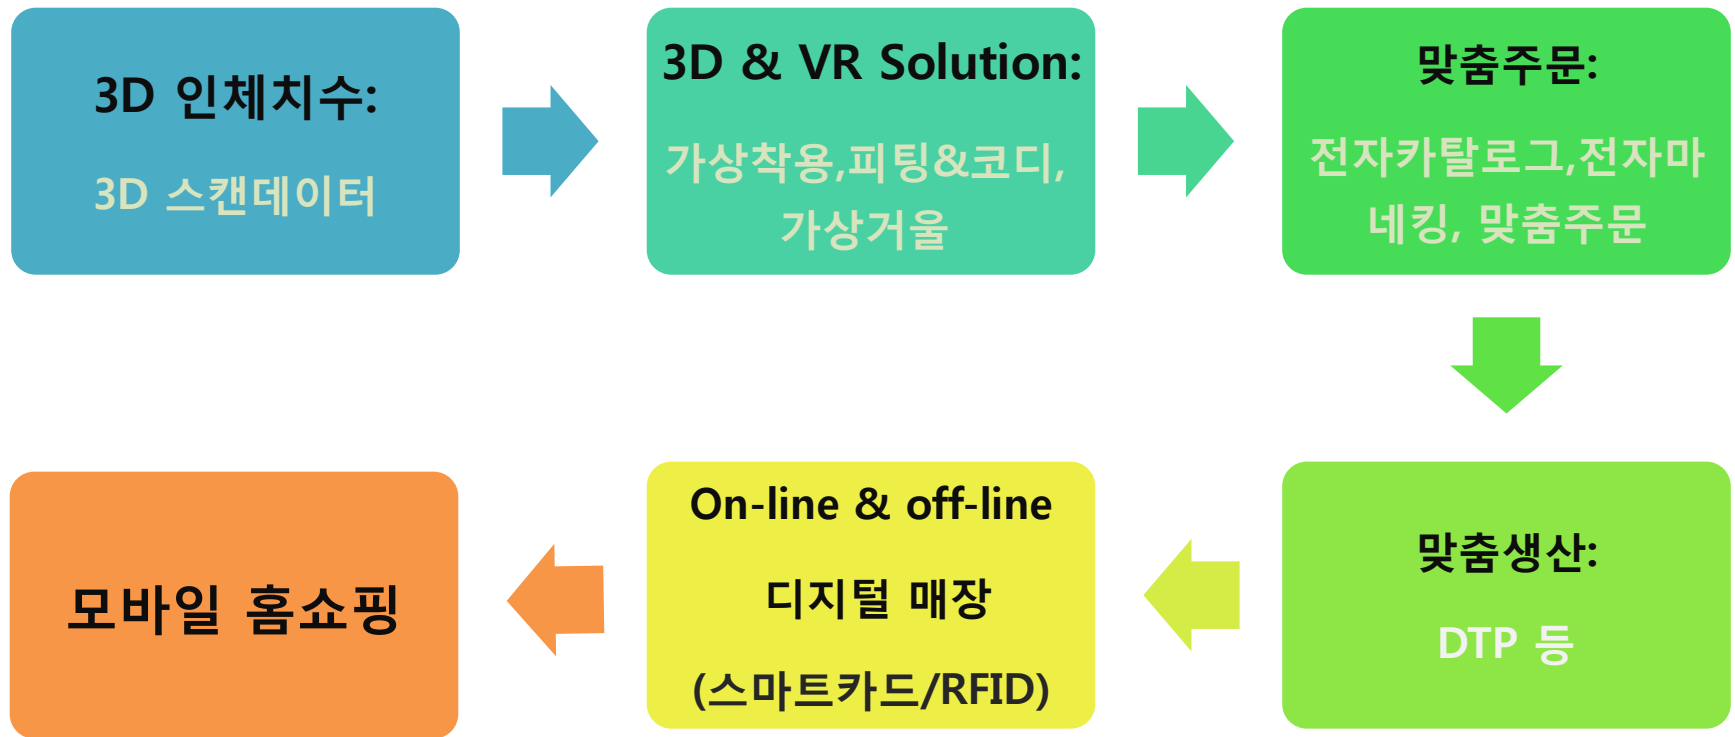 3D 인체치수:
3D 스캔데이터
3D & VR Solution:
가상착용,피팅&코디,
가상거울
맞춤주문:
전자카탈로그,전자마
네킹, 맞춤주문
맞춤생산:
DTP 등
On-line & off-line
디지털 매장
(스마트카드/RFID)
모바일 홈쇼핑